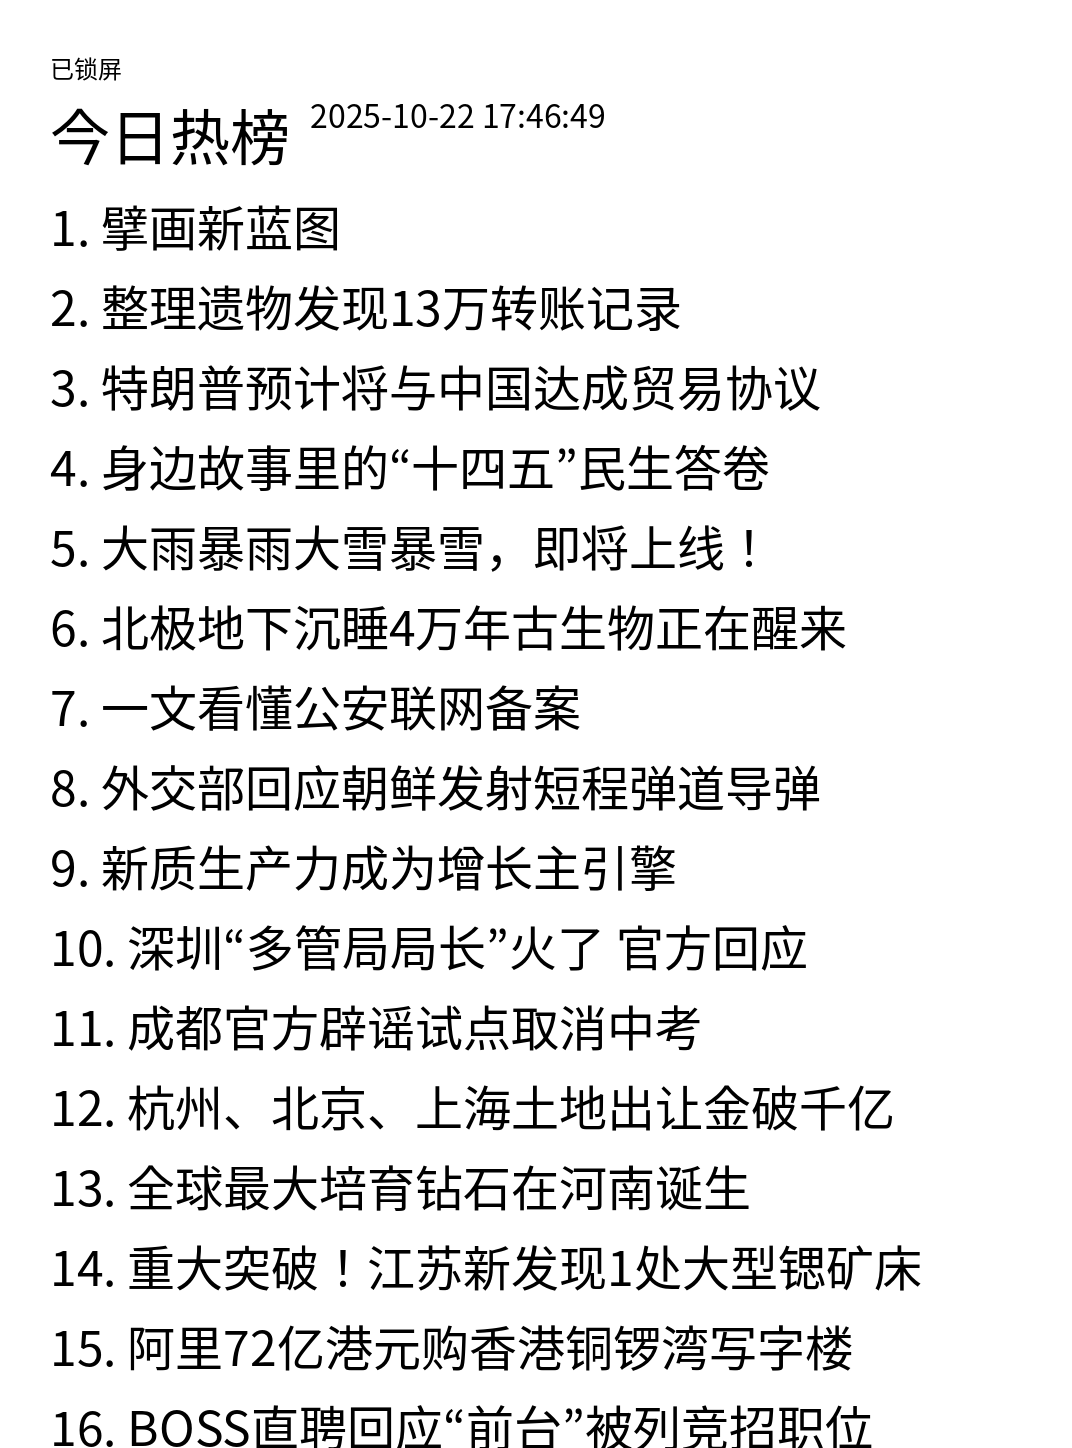 已锁屏
今日热榜 2025-10-22 17:46:49
1. 擘画新蓝图
2. 整理遗物发现13万转账记录
3. 特朗普预计将与中国达成贸易协议
4. 身边故事里的“十四五”民生答卷
5. 大雨暴雨大雪暴雪，即将上线！
6. 北极地下沉睡4万年古生物正在醒来
7. 一文看懂公安联网备案
8. 外交部回应朝鲜发射短程弹道导弹
9. 新质生产力成为增长主引擎
10. 深圳“多管局局长”火了 官方回应
11. 成都官方辟谣试点取消中考
12. 杭州、北京、上海土地出让金破千亿
13. 全球最大培育钻石在河南诞生
14. 重大突破！江苏新发现1处大型锶矿床
15. 阿里72亿港元购香港铜锣湾写字楼
16. BOSS直聘回应“前台”被列竞招职位